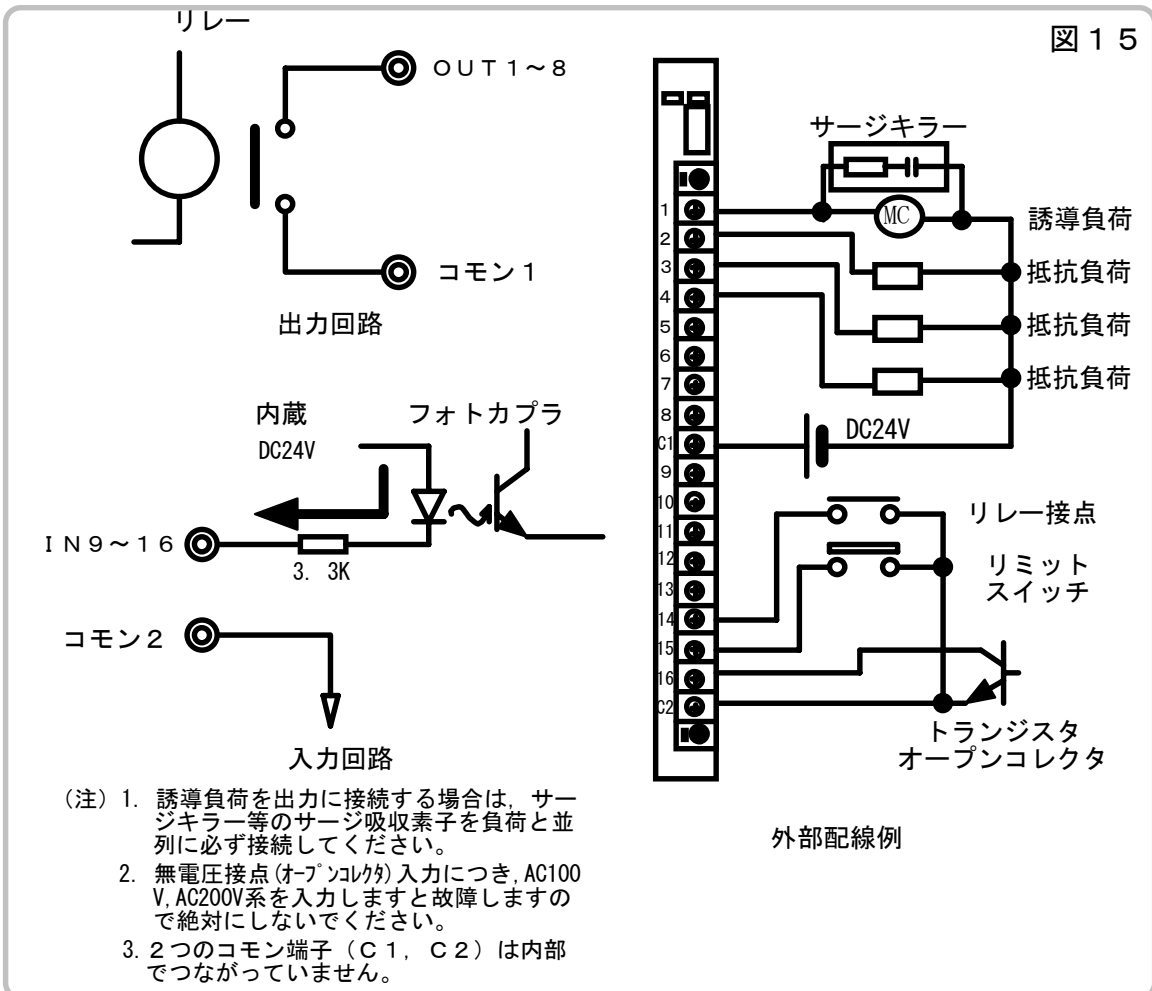 図１５
リレー
ＯＵＴ１～８
コモン１
出力回路
内蔵
DC24V
フォトカプラ
ＩＮ９～１６
3. 3K
コモン２
入力回路
（注）1. 誘導負荷を出力に接続する場合は，サー
ジキラー等のサージ吸収素子を負荷と並
列に必ず接続してください。
2. 無電圧接点(ｵｰﾌﾟﾝｺﾚｸﾀ)入力につき,AC100
V,AC200V系を入力しますと故障しますの
で絶対にしないでください。
3.２つのコモン端子（Ｃ１，Ｃ２）は内部
でつながっていません。
サージキラー
MC
誘導負荷
抵抗負荷
抵抗負荷
抵抗負荷
DC24V
1
2
3
4
5
6
7
8
C1
9
10
11
12
13
14
15
16
C2
リレー接点
リミット
スイッチ
トランジスタ
オープンコレクタ
外部配線例